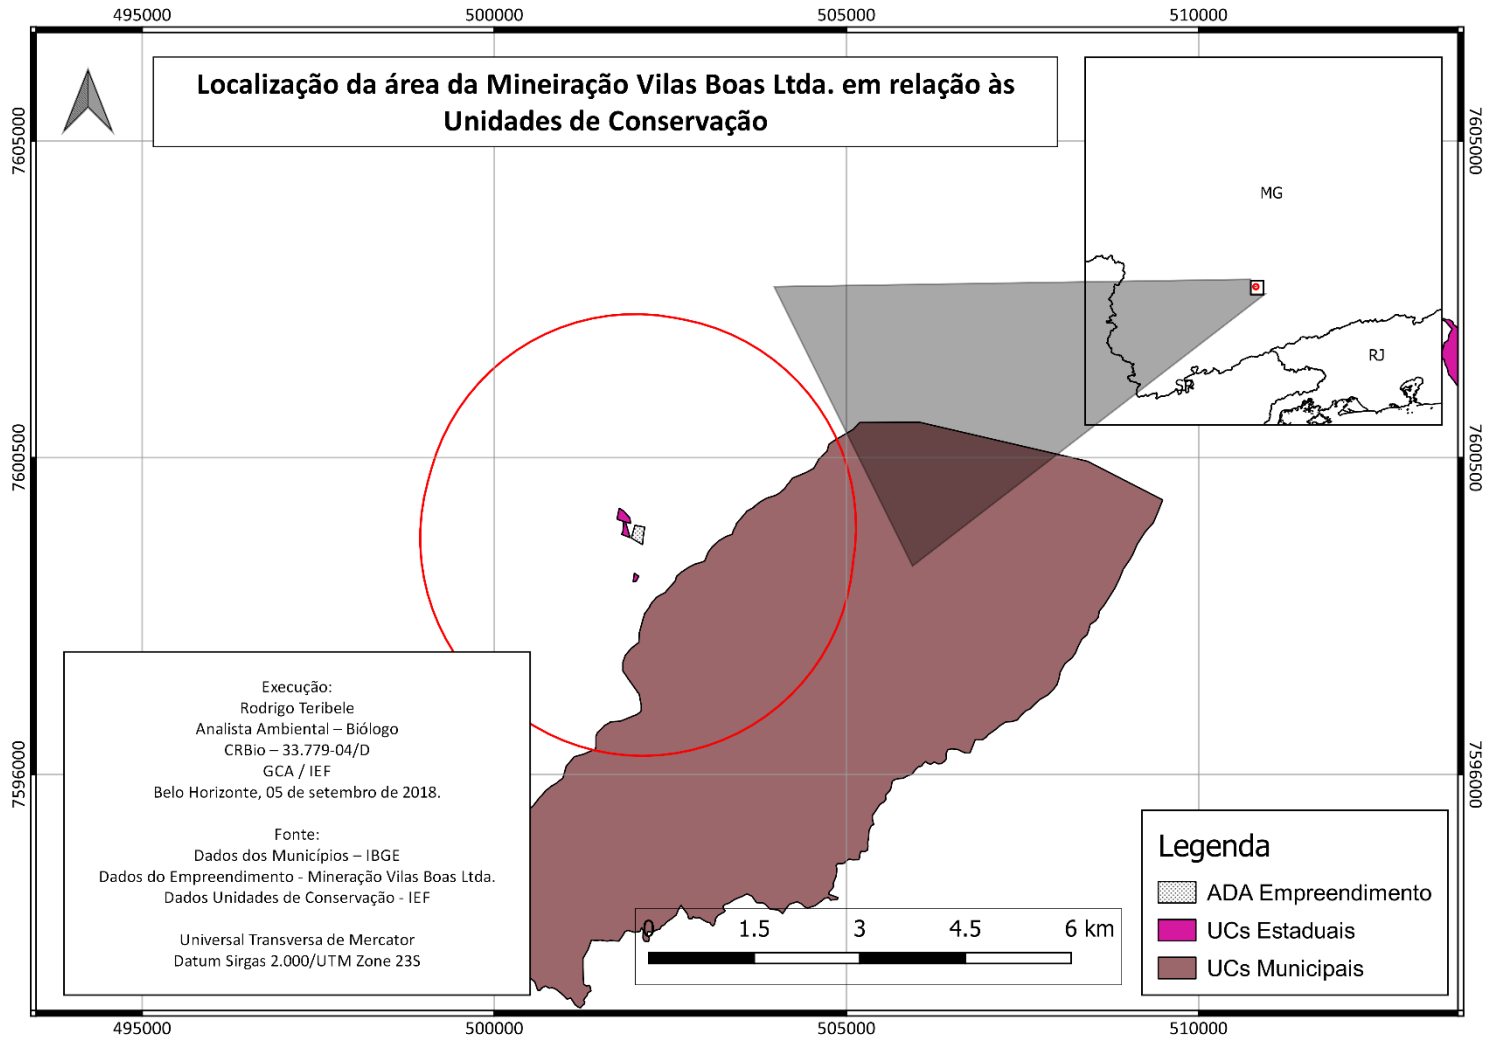 495000
500000
505000
510000
Localização da área da Mineiração Vilas Boas Ltda. em relação às
Unidades de Conservação
7605000
7605000
MG
RJ
SP
7600500
7600500
7596000
7596000
Execução:
Rodrigo Teribele
Analista Ambiental – Biólogo
CRBio – 33.779-04/D
GCA / IEF
Belo Horizonte, 05 de setembro de 2018.
Fonte:
Dados dos Municípios – IBGE
Dados do Empreendimento - Mineração Vilas Boas Ltda.
Dados Unidades de Conservação - IEF
Universal Transversa de Mercator
Datum Sirgas 2.000/UTM Zone 23S
0 1.5 3 4.5 6 km
Legenda
ADA Empreendimento
UCs Estaduais
UCs Municipais
495000
500000
505000
510000